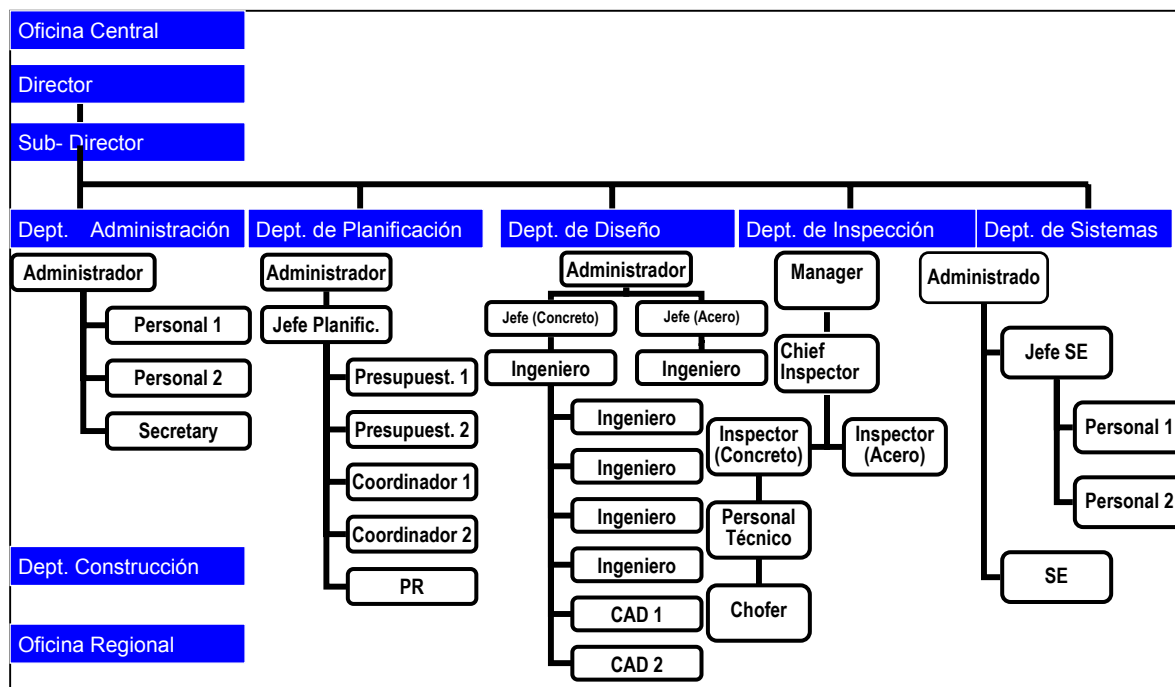 Oficina Central
Director
Sub- Director
Dept. Administración
Dept. de Planificación
Dept. de Diseño
Dept. de Inspección
Dept. de Sistemas
Administrador
Personal 1
Personal 2
Secretary
Administrador
Jefe Planific.
Presupuest. 1
Presupuest. 2
Coordinador 1
Coordinador 2
PR
Administrador
Jefe (Concreto)
Jefe (Acero)
Ingeniero
Ingeniero
Ingeniero
Ingeniero
Ingeniero
Ingeniero
CAD 1
CAD 2
Manager
Chief
Inspector
Inspector
(Concreto)
Inspector
(Acero)
Personal
Técnico
Chofer
Administrado
Jefe SE
Personal 1
Personal 2
SE
Dept. Construcción
Oficina Regional